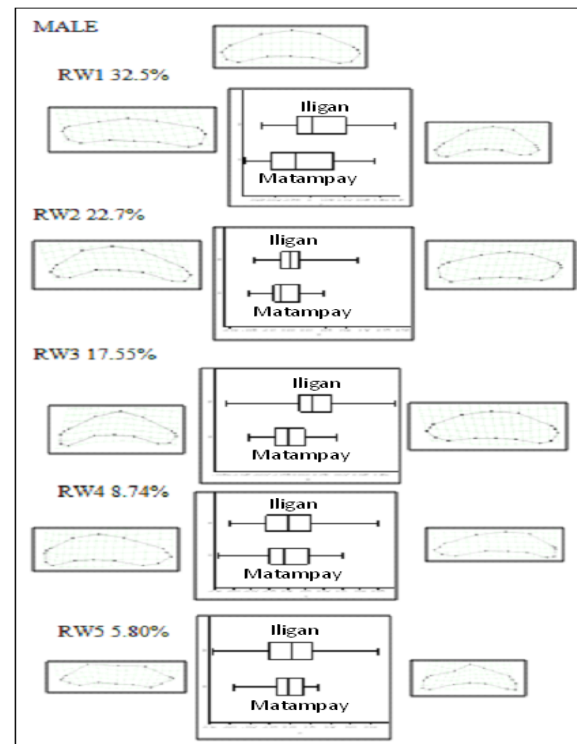 MALE
RW1 32.5%
Iligan
Matampay
RW2 22.7%
Iligan
Matampay
RW3 17.55%
Iligan
Matampay
RW4 8.74%
Iligan
Matampay
RW5 5.80%
Iligan
Matampay